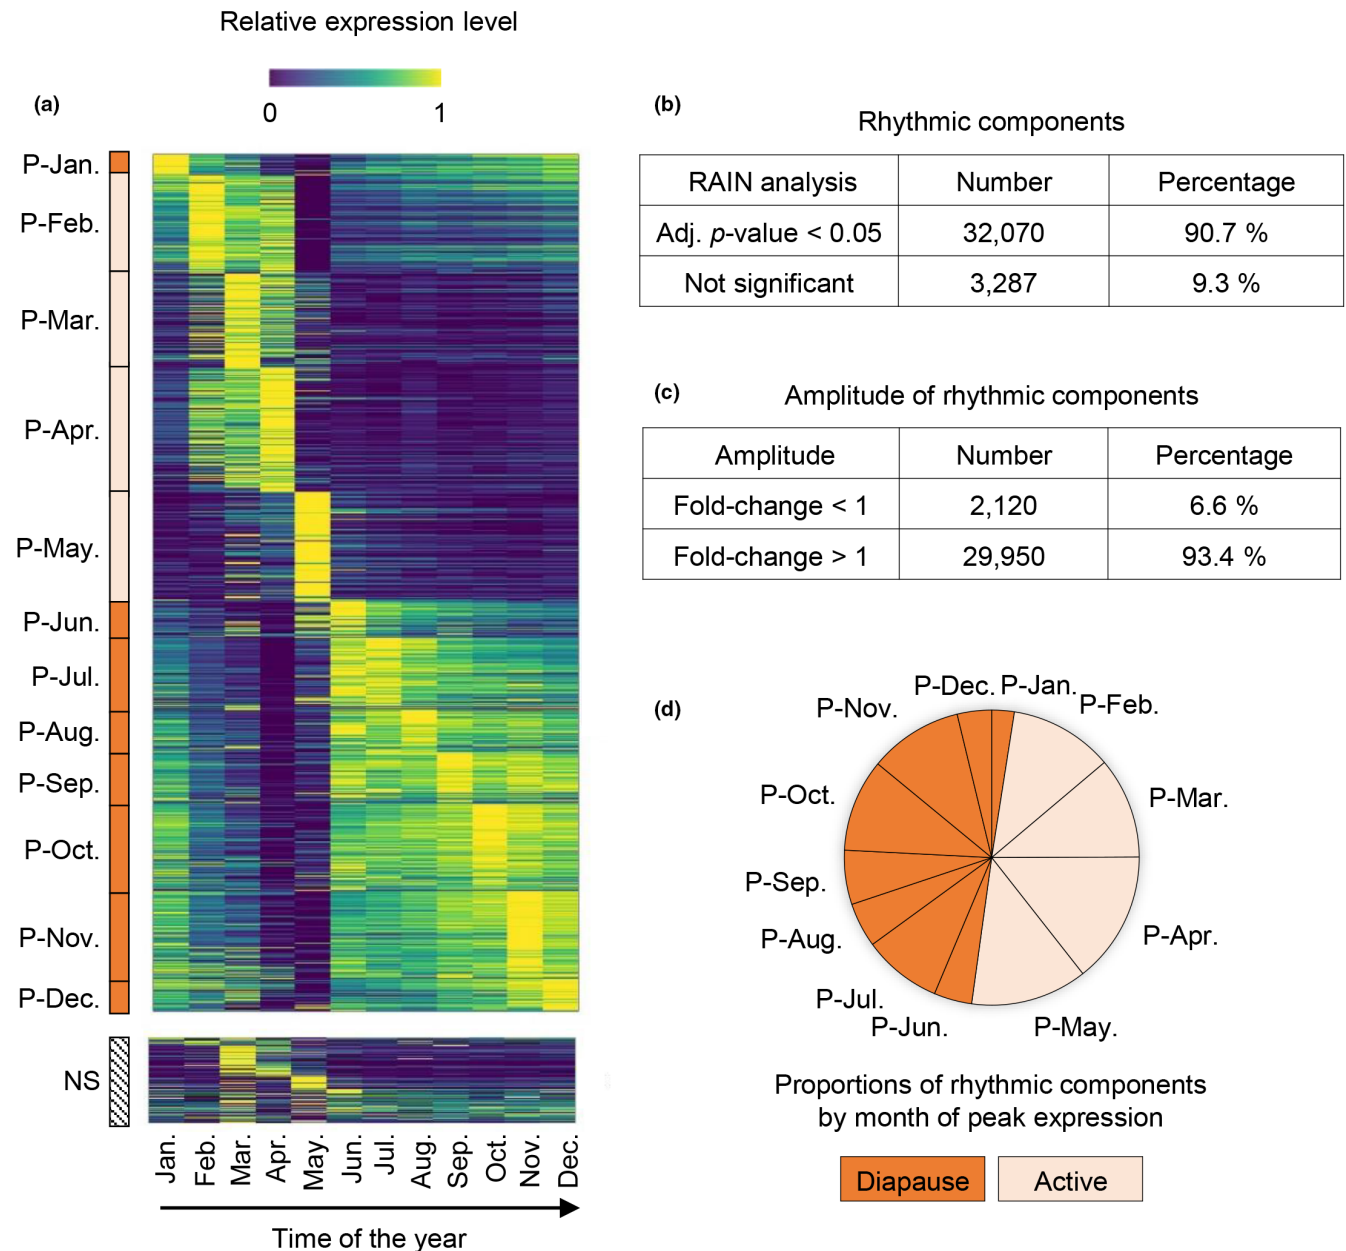 Relative expression level
0 1
(a)
P-Jan.
P-Feb.
P-Mar.
P-Apr.
P-May.
P-Jun.
P-Jul.
P-Aug.
P-Sep.
P-Oct.
P-Nov.
P-Dec.
NS
Jan. Feb. Mar. Apr. May. Jun. Jul. Aug. Sep. Oct. Nov. Dec.
Time of the year
(b)
Rhythmic components
RAIN analysis Number Percentage
Adj. p-value < 0.05 32,070 90.7 %
Not significant 3,287 9.3 %
(c)
Amplitude of rhythmic components
Amplitude Number Percentage
Fold-change < 1 2,120 6.6 %
Fold-change > 1 29,950 93.4 %
(d)
P-Dec. P-Jan.
P-Feb.
P-Nov.
P-Oct.
P-Mar.
P-Sep.
P-Aug.
P-Apr.
P-Jul.
P-Jun.
P-May.
Proportions of rhythmic components
by month of peak expression
Diapause Active